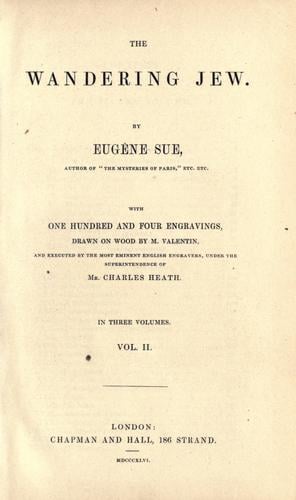 THE
WANDERING JEW.
BY
EUGÈNE SUE,
AUTHOR OF "THE MYSTERIES OF PARIS," ETC. ETC.
WITH
ONE HUNDRED AND FOUR ENGRAVINGS,
DRAWN ON WOOD BY M. VALENTIN,
AND EXECUTED BY THE MOST EMINENT ENGLISH ENGRAVERS, UNDER THE
SUPERINTENDENCE OF
MR. CHARLES HEATH.
IN THREE VOLUMES.
VOL. II.
LONDON:
CHAPMAN AND HALL, 186 STRAND.
MDCCCXLVI.